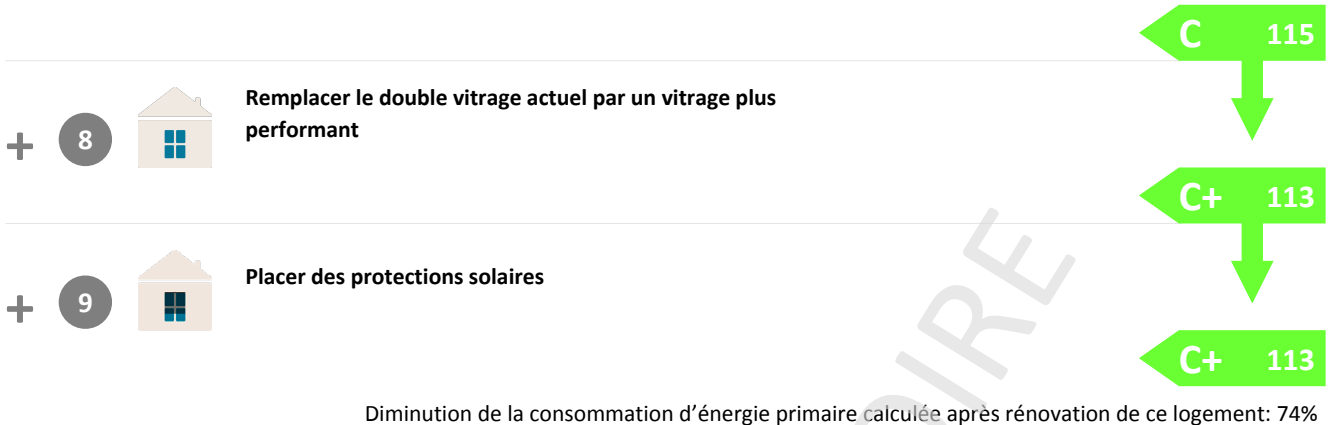 C 115
+ 8 Remplacer le double vitrage actuel par un vitrage plus
performant
C+ 113
+ 9 Placer des protections solaires
C+ 113
Diminution de la consommation d'énergie primaire calculée après rénovation de ce logement: 74%
OIRE